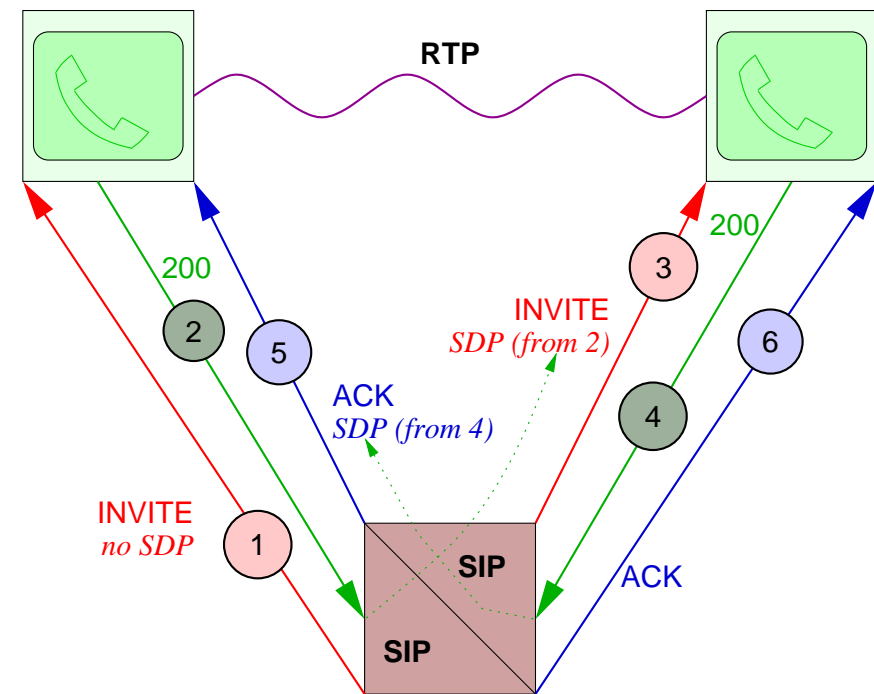 RTP
200
200
3
INVITE
SDP (from 2)
2
5
6
ACK
SDP (from 4)
4
INVITE
no SDP
1
SIP
ACK
SIP